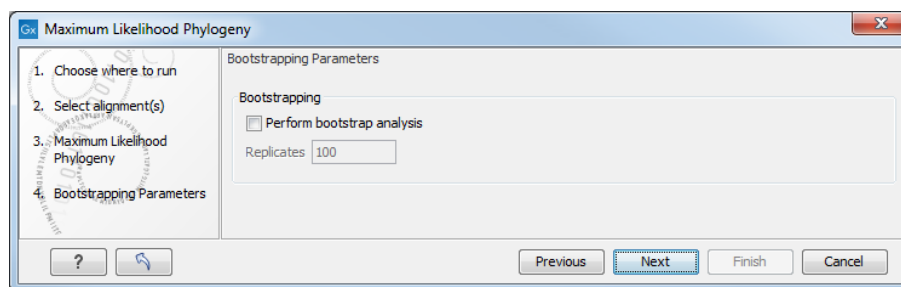 Gx Maximum Likelihood Phylogeny
1. Choose where to run
2. Select alignment(s)
3. Maximum Likelihood
Phylogeny
4. Bootstrapping Parameters
Bootstrapping Parameters
Bootstrapping
Perform bootstrap analysis
Replicates 100
?
Previous Next Finish Cancel